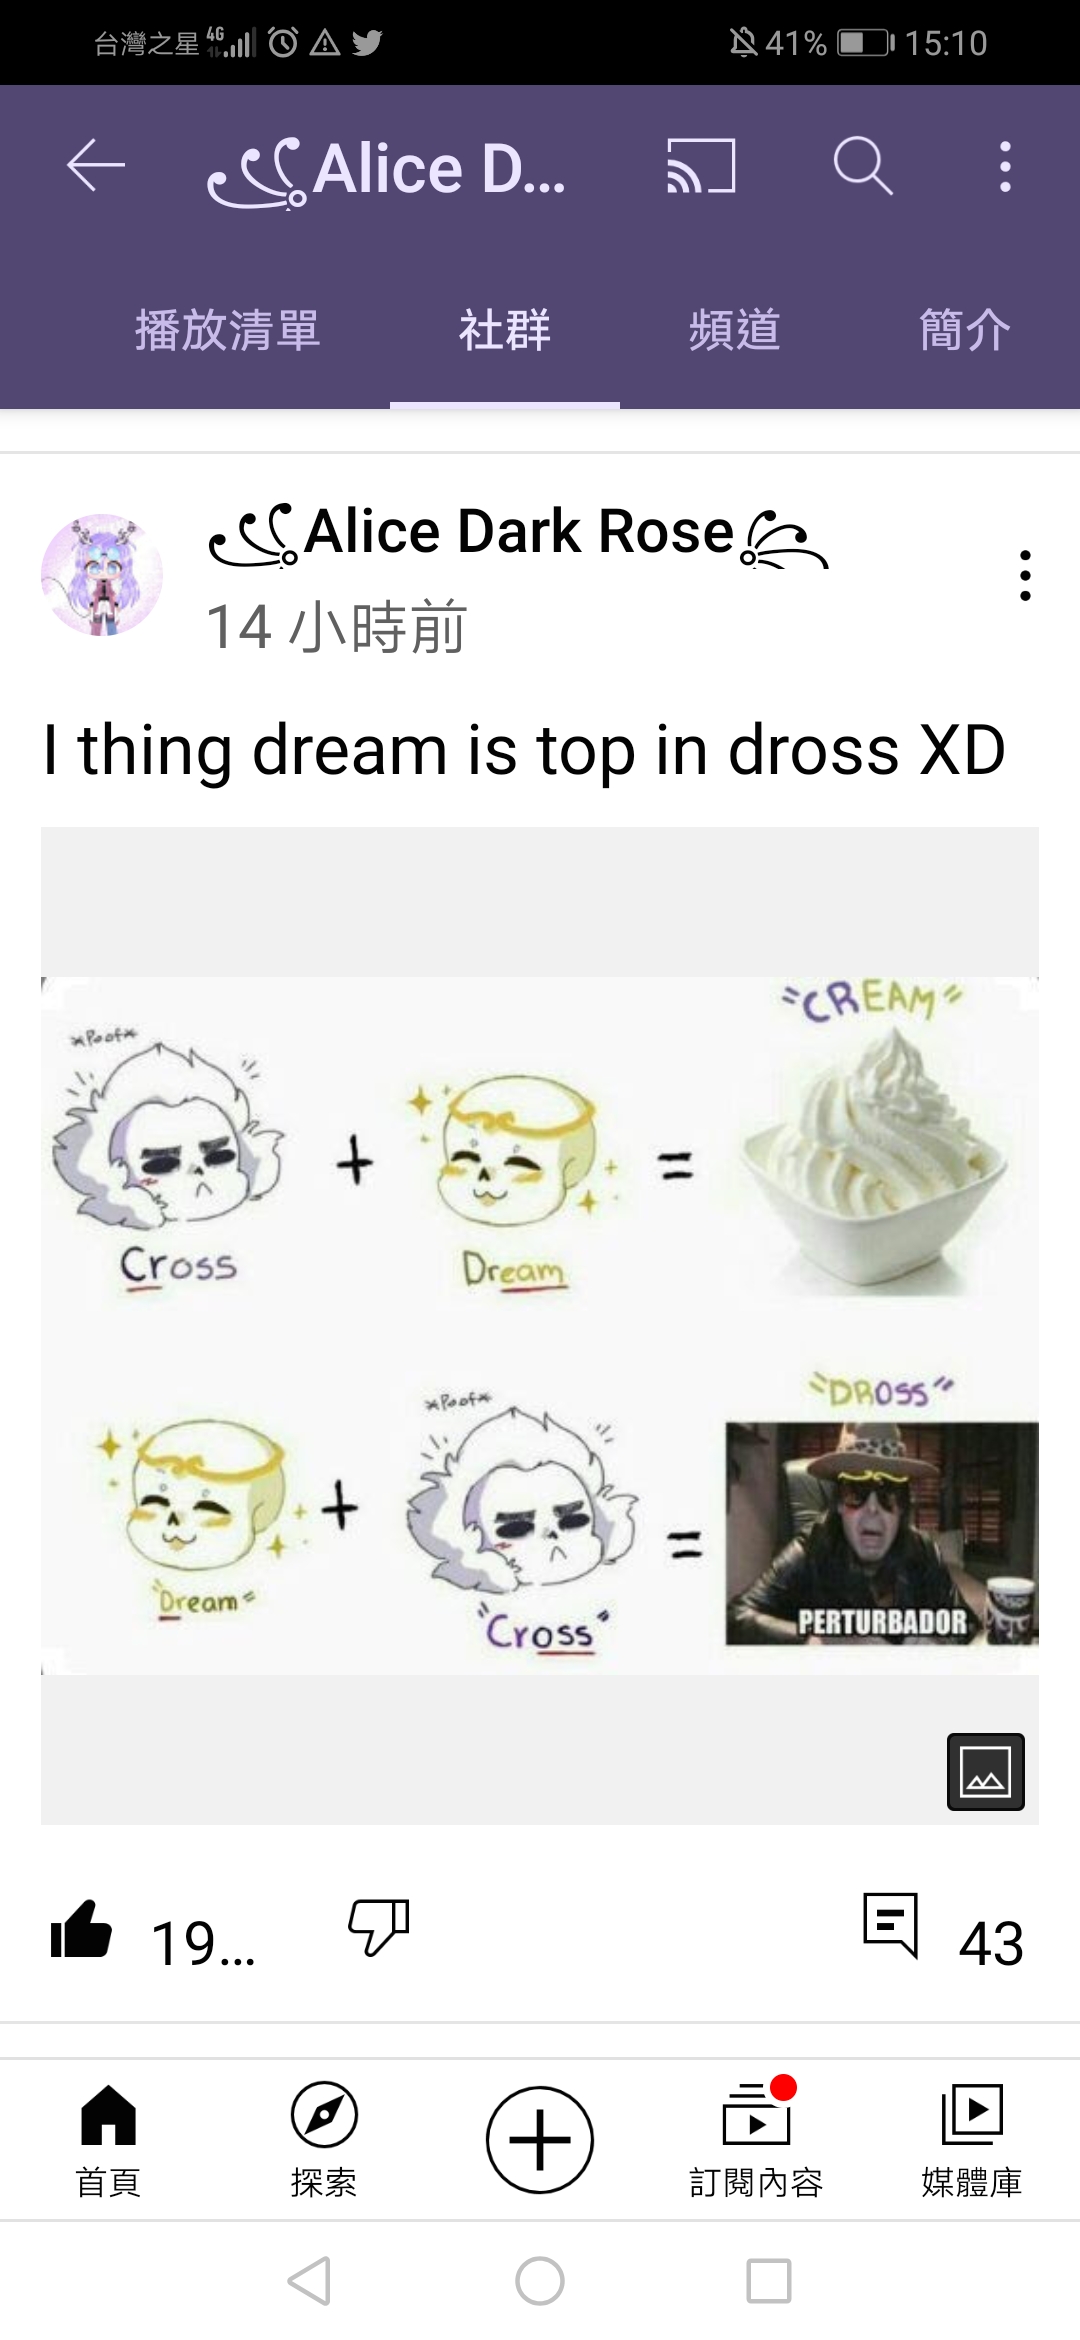 台灣之星 4G 41% 15:10
Alice D...
播放清單 社群 頻道 簡介
Alice Dark Rose
14 小時前
I thing dream is top in dross XD
"CREAM"
*Poof*
+ =
Cross Dream
"DROSS"
*Poof*
+ =
"Dream" "Cross"
PERTURBADOR
19... 43
首頁 探索 訂閱內容 媒體庫